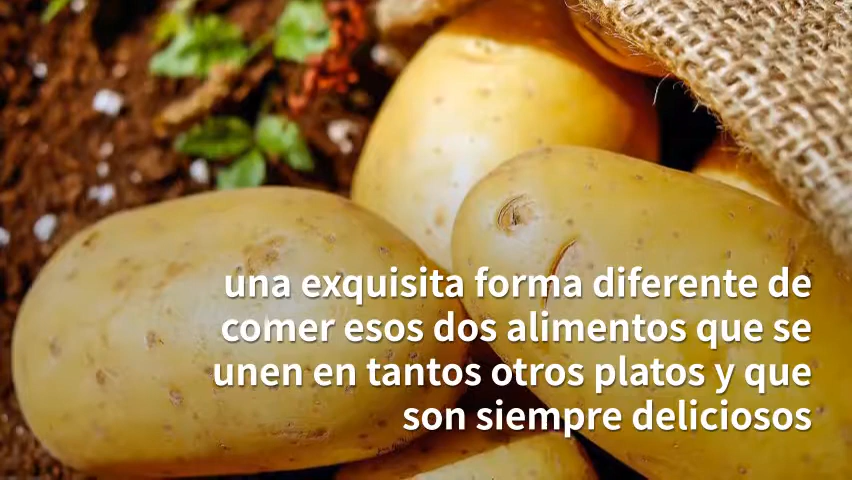 una exquisita forma diferente de
comer esos dos alimentos que se
unen en tantos otros platos y que
son siempre deliciosos